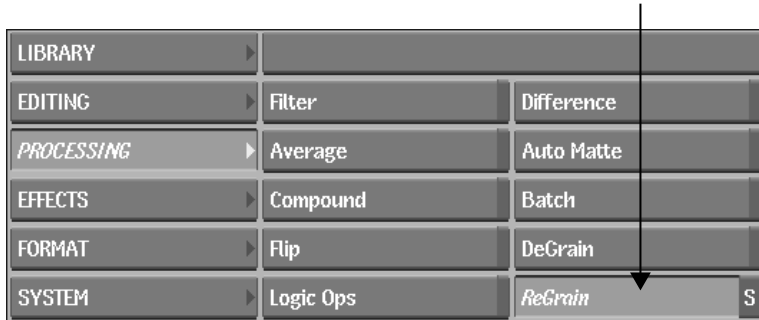 LIBRARY
EDITING Filter Difference
PROCESSING Average Auto Matte
EFFECTS Compound Batch
FORMAT Flip DeGrain
SYSTEM Logic Ops ReGrain S